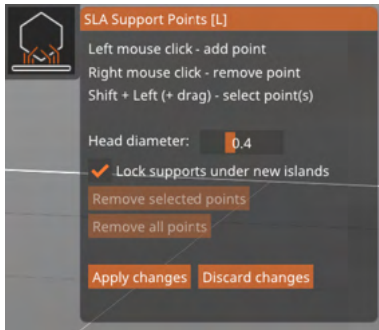 SLA Support Points [L]
Left mouse click - add point
Right mouse click - remove point
Shift + Left (+ drag) - select point(s)
Head diameter: 0.4
Lock supports under new islands
Remove selected points
Remove all points
Apply changes Discard changes